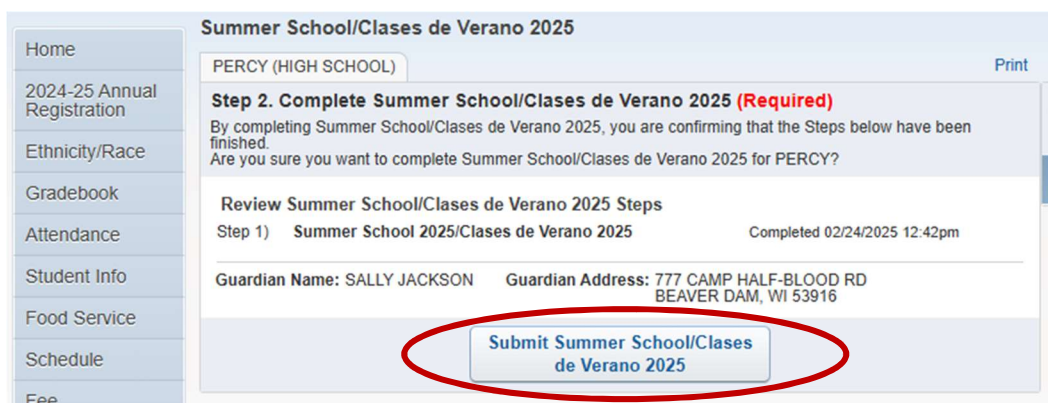 Summer School/Clases de Verano 2025
Home
2024-25 Annual
Registration
Ethnicity/Race
Gradebook
Attendance
Student Info
Food Service
Schedule
Fee
PERCY (HIGH SCHOOL)
Print
Step 2. Complete Summer School/Clases de Verano 2025 (Required)
By completing Summer School/Clases de Verano 2025, you are confirming that the Steps below have been
finished.
Are you sure you want to complete Summer School/Clases de Verano 2025 for PERCY?
Review Summer School/Clases de Verano 2025 Steps
Step 1) Summer School 2025/Clases de Verano 2025 Completed 02/24/2025 12:42pm
Guardian Name: SALLY JACKSON Guardian Address: 777 CAMP HALF-BLOOD RD
BEAVER DAM, WI 53916
Submit Summer School/Clases
de Verano 2025